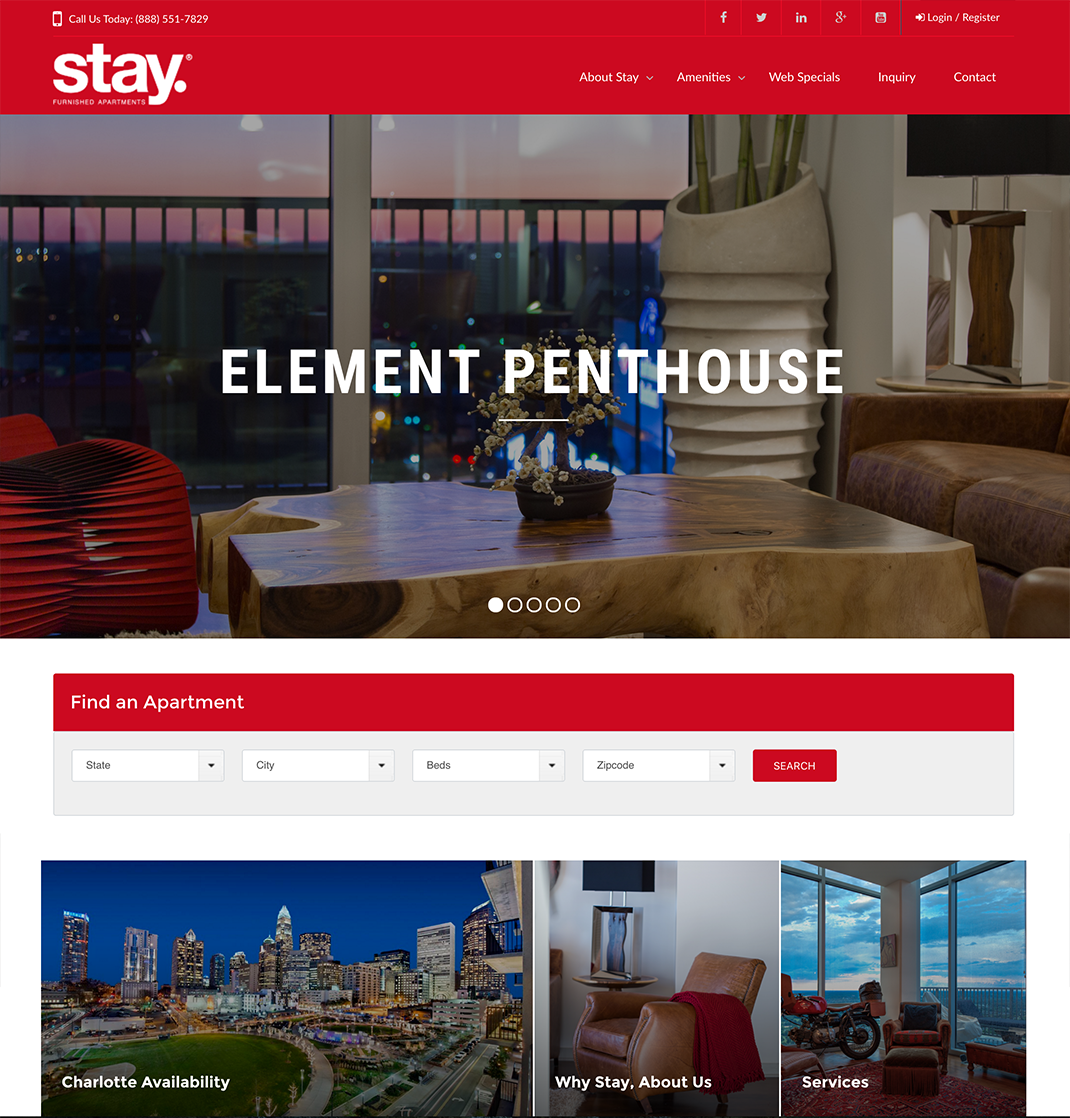 Call Us Today: (888) 551-7829
Login / Register
stay.®
FURNISHED APARTMENTS
About Stay
Amenities
Web Specials
Inquiry
Contact
ELEMENT PENTHOUSE
Find an Apartment
State
City
Beds
Zipcode
SEARCH
Charlotte Availability
Why Stay, About Us
Services